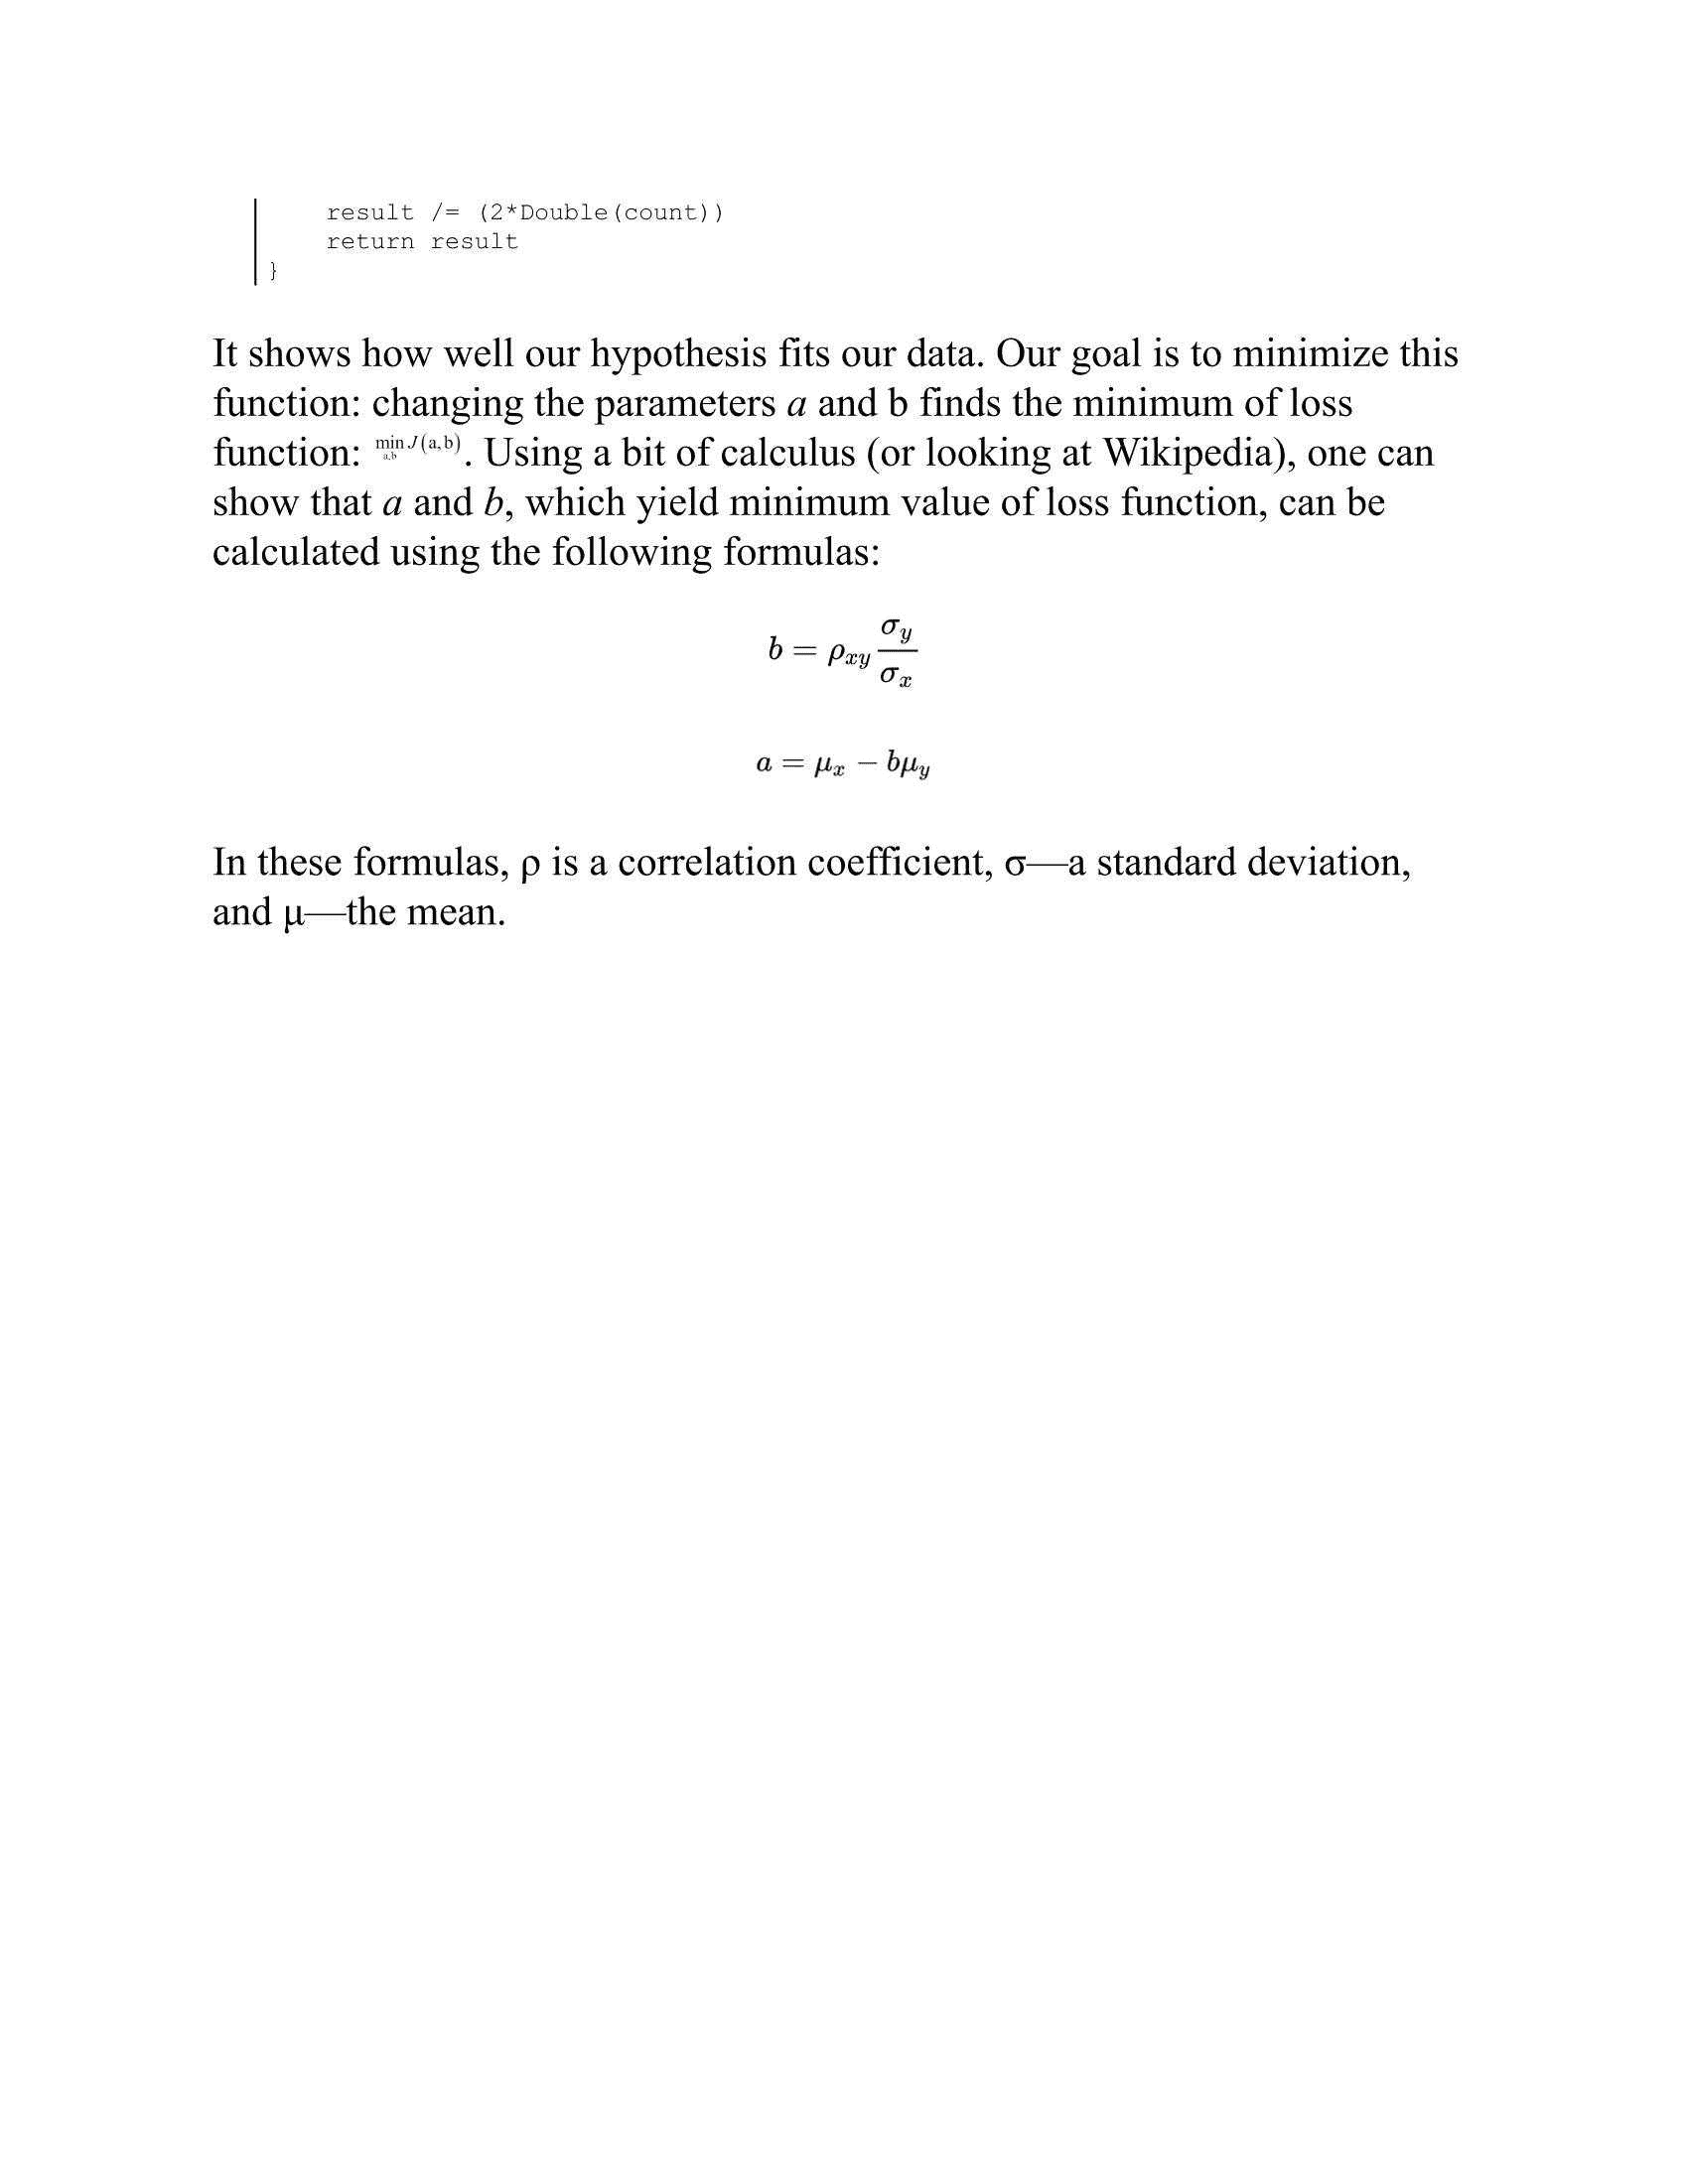 result /= (2*Double(count))
return result
}
It shows how well our hypothesis fits our data. Our goal is to minimize this
function: changing the parameters a and b finds the minimum of loss
function: min a,b J(a,b). Using a bit of calculus (or looking at Wikipedia), one can
show that a and b, which yield minimum value of loss function, can be
calculated using the following formulas:
b = ρxy σy/σx
a = μx − bμy
In these formulas, ρ is a correlation coefficient, σ—a standard deviation,
and μ—the mean.